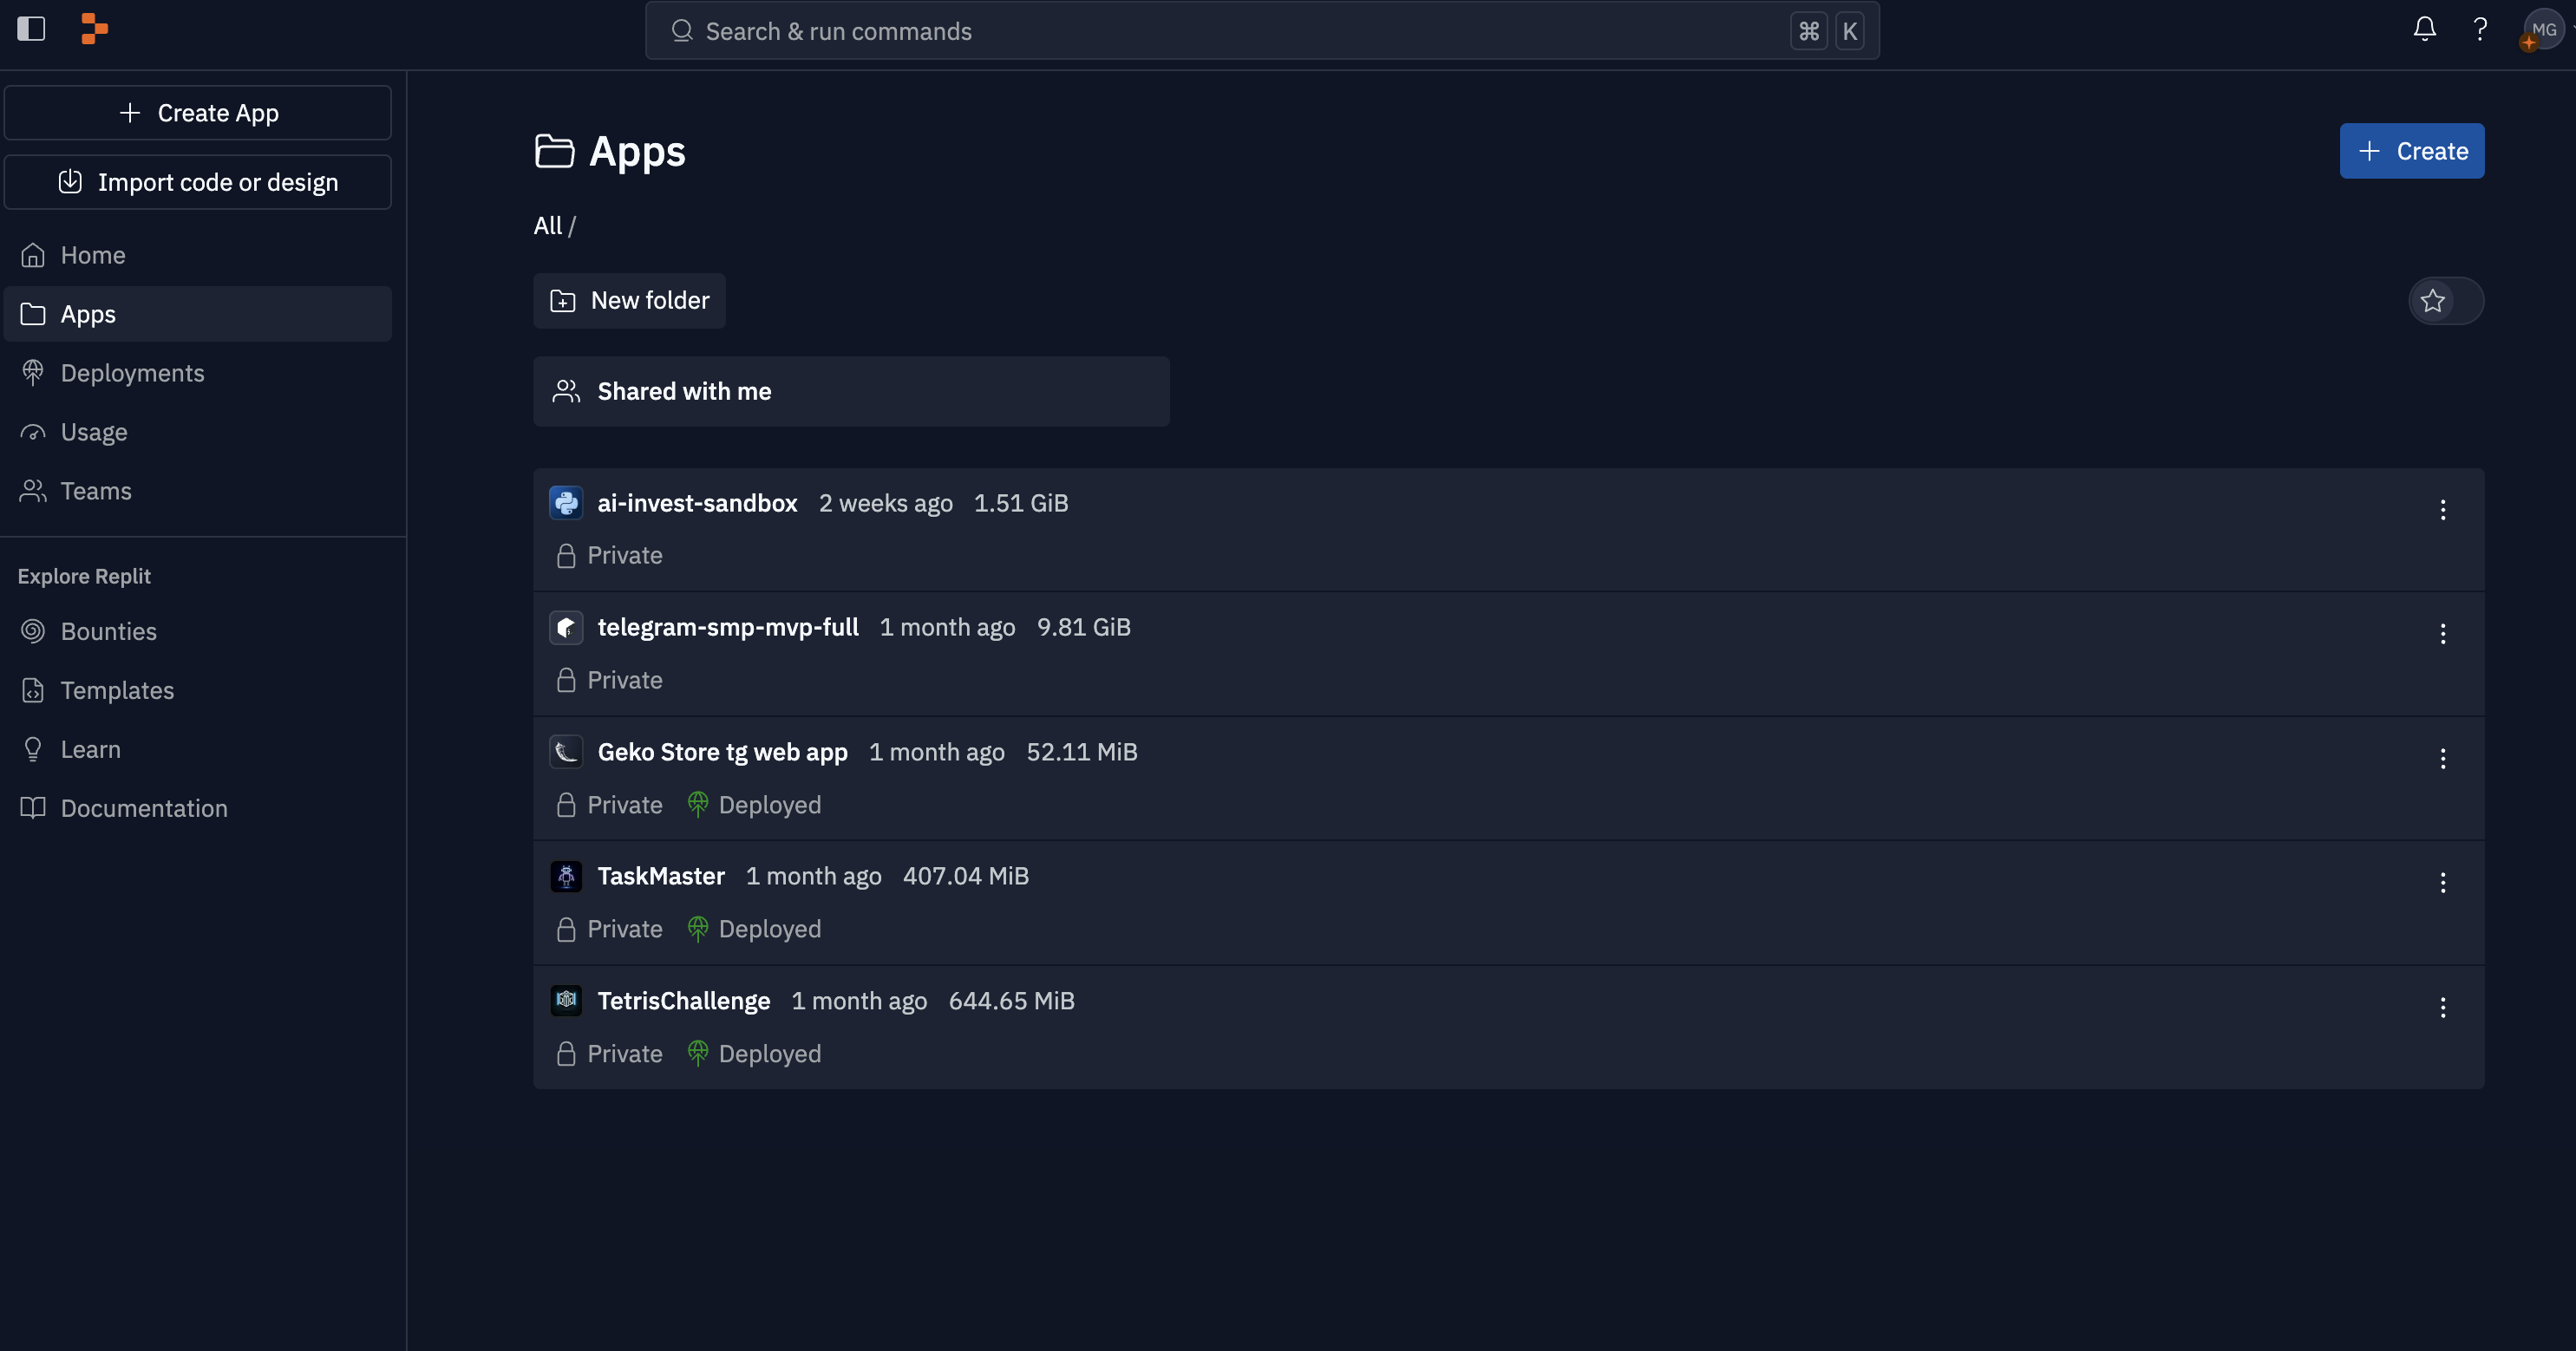 Search & run commands ⌘ K
MG
Create App
Import code or design
Home
Apps
Deployments
Usage
Teams
Explore Replit
Bounties
Templates
Learn
Documentation
Apps
Create
All /
New folder
Shared with me
ai-invest-sandbox 2 weeks ago 1.51 GiB
Private
telegram-smp-mvp-full 1 month ago 9.81 GiB
Private
Geko Store tg web app 1 month ago 52.11 MiB
Private Deployed
TaskMaster 1 month ago 407.04 MiB
Private Deployed
TetrisChallenge 1 month ago 644.65 MiB
Private Deployed